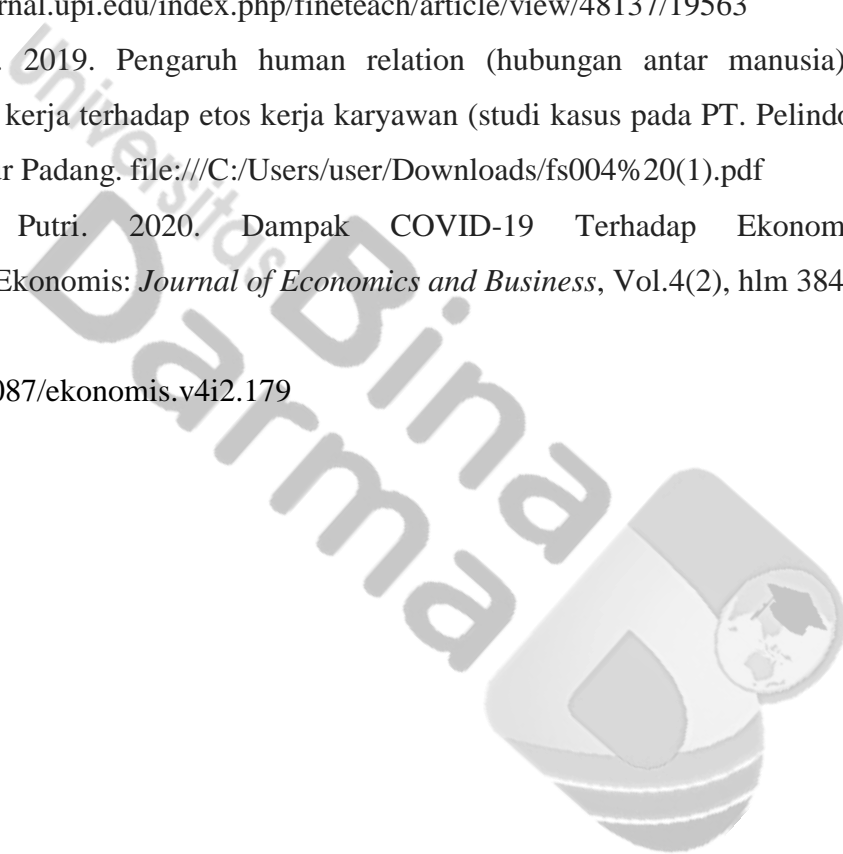 rnal.upi.edu/index.php/fineteach/article/view/48137/19563
. 2019. Pengaruh human relation (hubungan antar manusia)
kerja terhadap etos kerja karyawan (studi kasus pada PT. Pelindo
ur Padang. file:///C:/Users/user/Downloads/fs004%20(1).pdf
Putri. 2020. Dampak COVID-19 Terhadap Ekonom
Ekonomis: Journal of Economics and Business, Vol.4(2), hlm 384
087/ekonomis.v4i2.179
Universitas
Bina
Darma